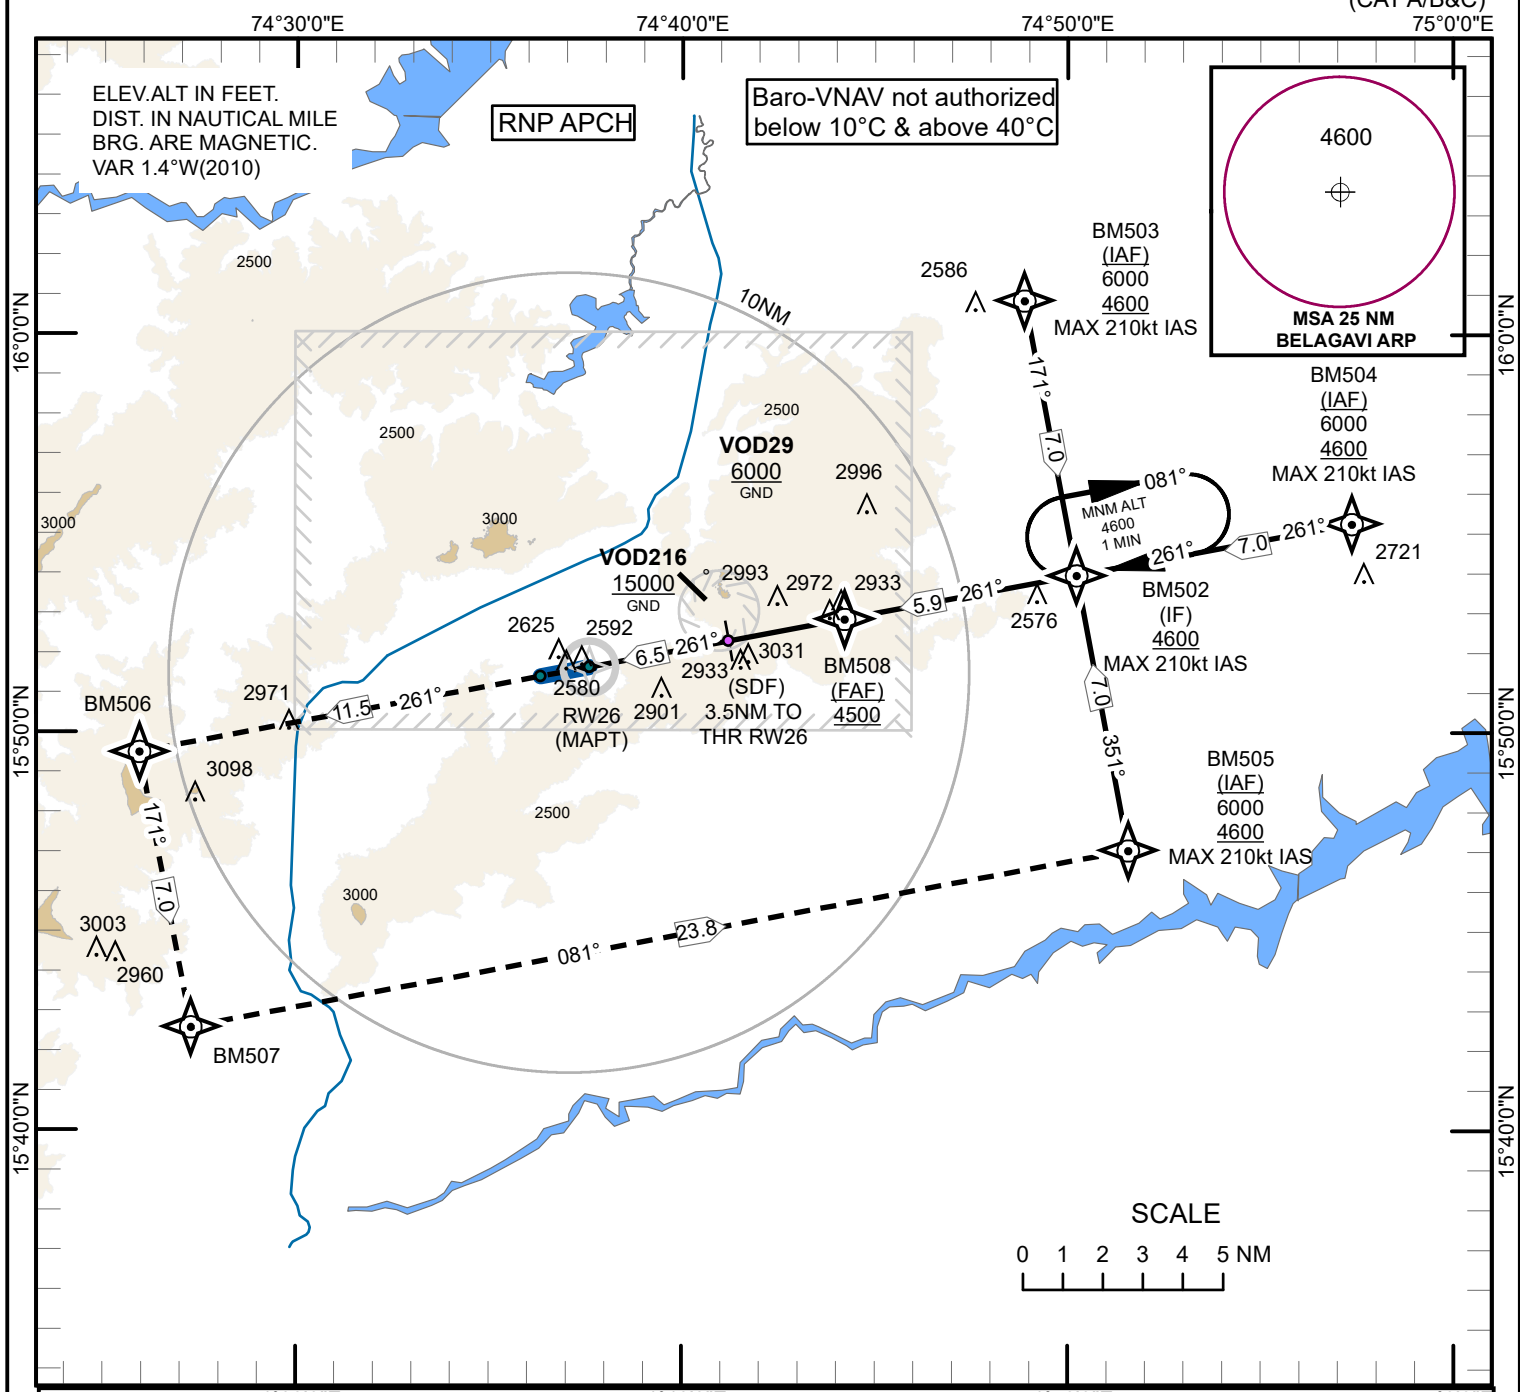 (CAT A/B&C)
74°30'0"E
74°40'0"E
74°50'0"E
75°0'0"E
ELEV.ALT IN FEET.
DIST. IN NAUTICAL MILE
BRG. ARE MAGNETIC.
VAR 1.4°W(2010)
RNP APCH
Baro-VNAV not authorized
below 10°C & above 40°C
4600
MSA 25 NM
BELAGAVI ARP
BM503
(IAF)
6000
4600
MAX 210kt IAS
2586
2500
10NM
16°0'0"N
16°0'0"N
171°
7.0
BM504
(IAF)
6000
4600
MAX 210kt IAS
2500
2500
VOD29
6000
GND
2996
081°
MNM ALT
4600
1 MIN
261°
7.0
261°
2721
3000
3000
VOD216
15000
GND
2993
2972
2933
5.9
261°
2576
BM502
(IF)
4600
MAX 210kt IAS
2625
2592
6.5
261°
2933
3031
BM508
(FAF)
4500
2580
2901
(SDF)
3.5NM TO
THR RW26
RW26
(MAPT)
BM506
2971
11.5
261°
7.0
351°
15°50'0"N
15°50'0"N
3098
171°
7.0
2500
BM505
(IAF)
6000
4600
MAX 210kt IAS
3000
3003
2960
081°
23.8
BM507
15°40'0"N
15°40'0"N
SCALE
0 1 2 3 4 5 NM